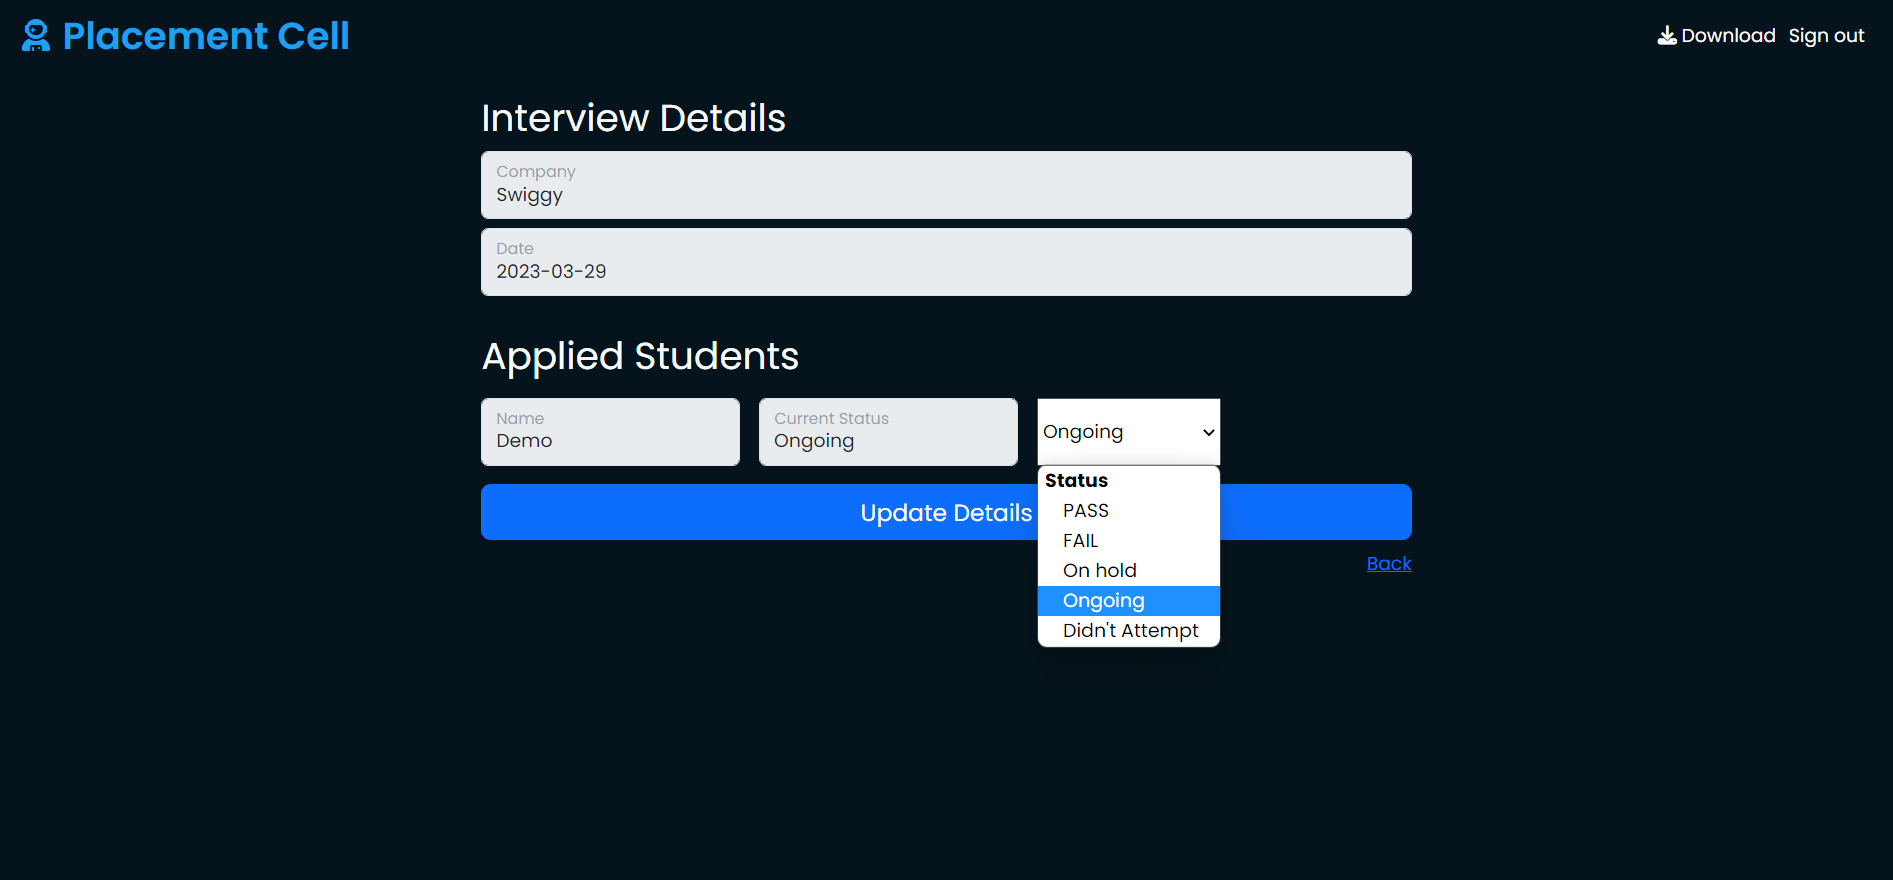 Placement Cell
Download Sign out
Interview Details
Company
Swiggy
Date
2023-03-29
Applied Students
Name
Demo
Current Status
Ongoing
Ongoing
Status
PASS
FAIL
On hold
Ongoing
Didn't Attempt
Update Details
Back